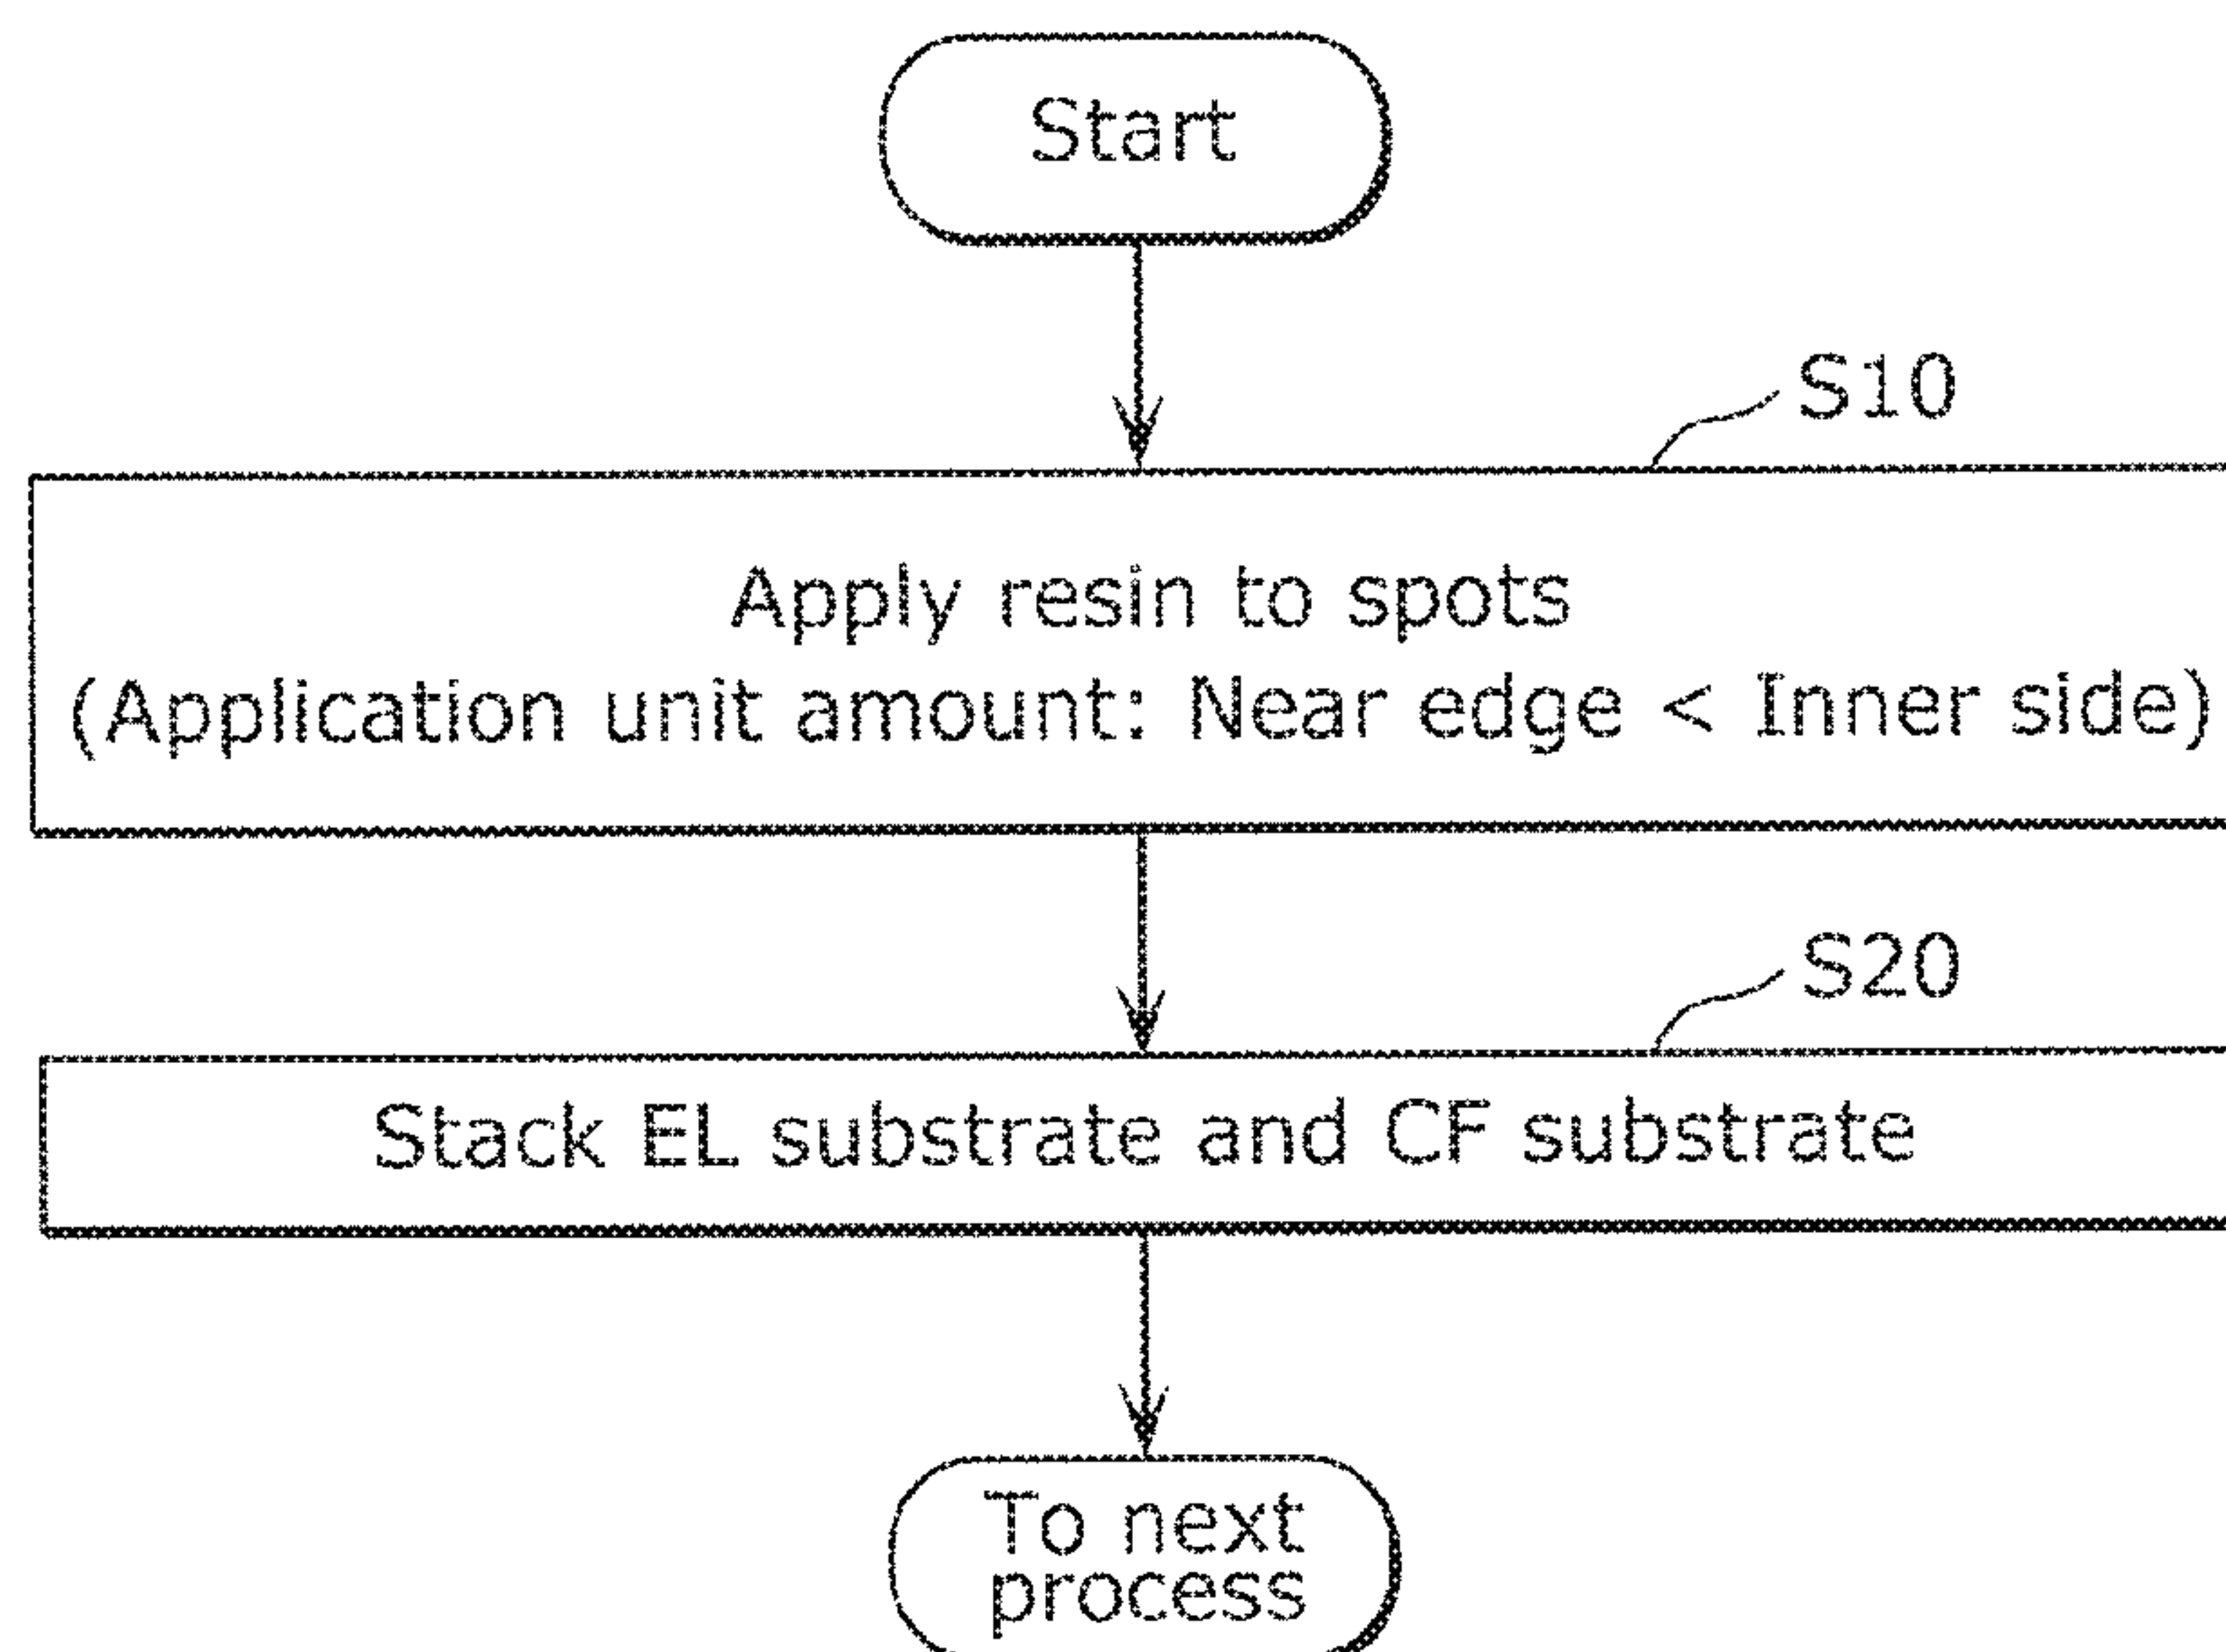 Start
S10
Apply resin to spots
(Application unit amount: Near edge < Inner side)
S20
Stack EL substrate and CF substrate
To next
process